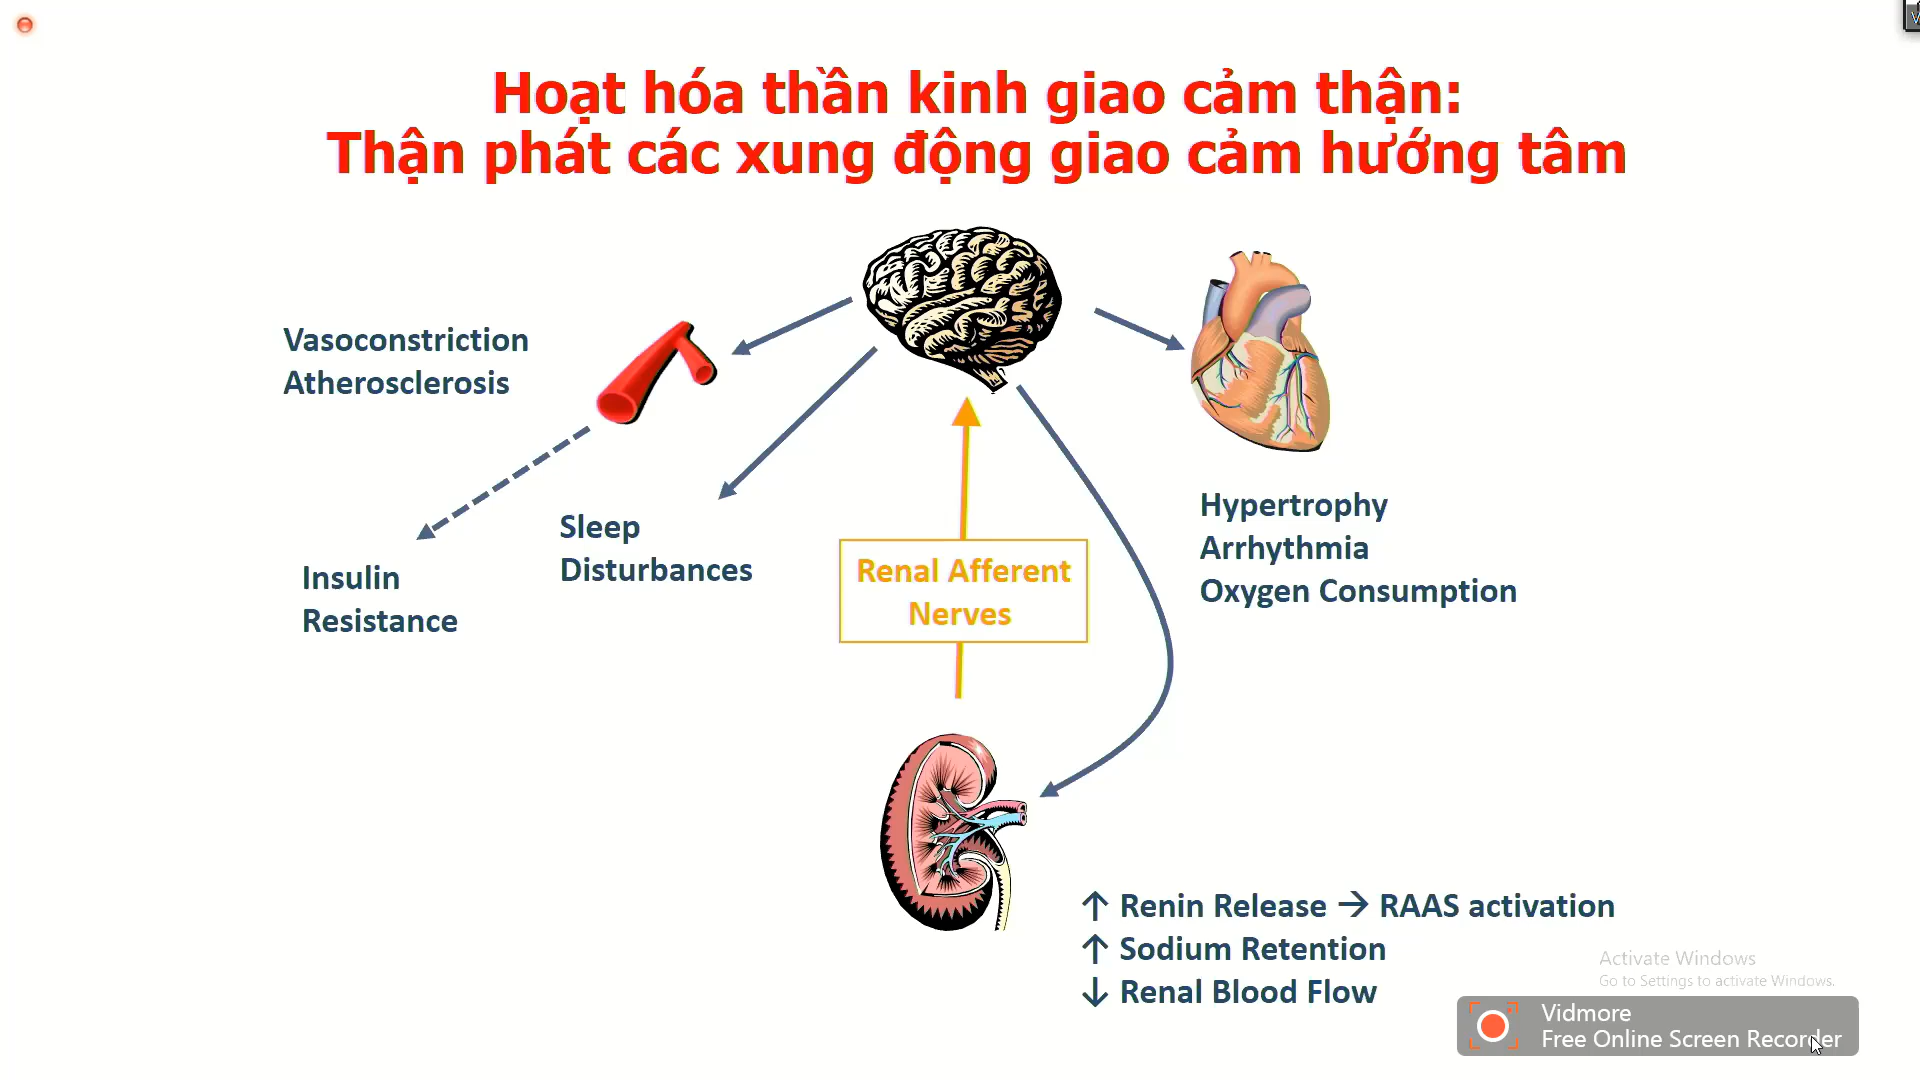 Hoạt hóa thần kinh giao cảm thận:
Thận phát các xung động giao cảm hướng tâm
Vasoconstriction
Atherosclerosis
Insulin
Resistance
Sleep
Disturbances
Renal Afferent
Nerves
Hypertrophy
Arrhythmia
Oxygen Consumption
↑ Renin Release → RAAS activation
↑ Sodium Retention
↓ Renal Blood Flow
Activate Windows
Go to Settings to activate Windows.
Vidmore
Free Online Screen Recorder